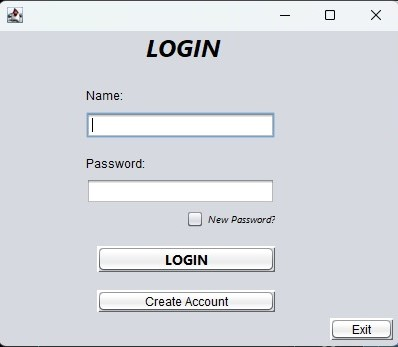 LOGIN
Name:
Password:
New Password?
LOGIN
Create Account
Exit